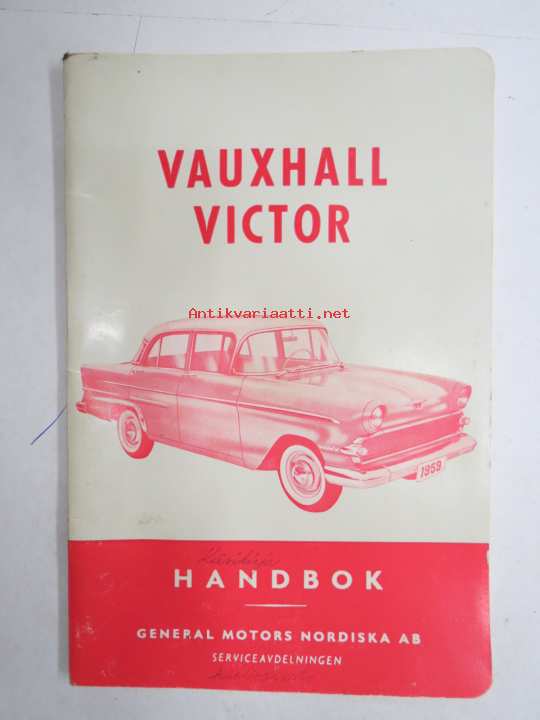 VAUXHALL
VICTOR
Antikvariaatti.net
1959
HANDBOK
GENERAL MOTORS NORDISKA AB
SERVICEAVDELNINGEN